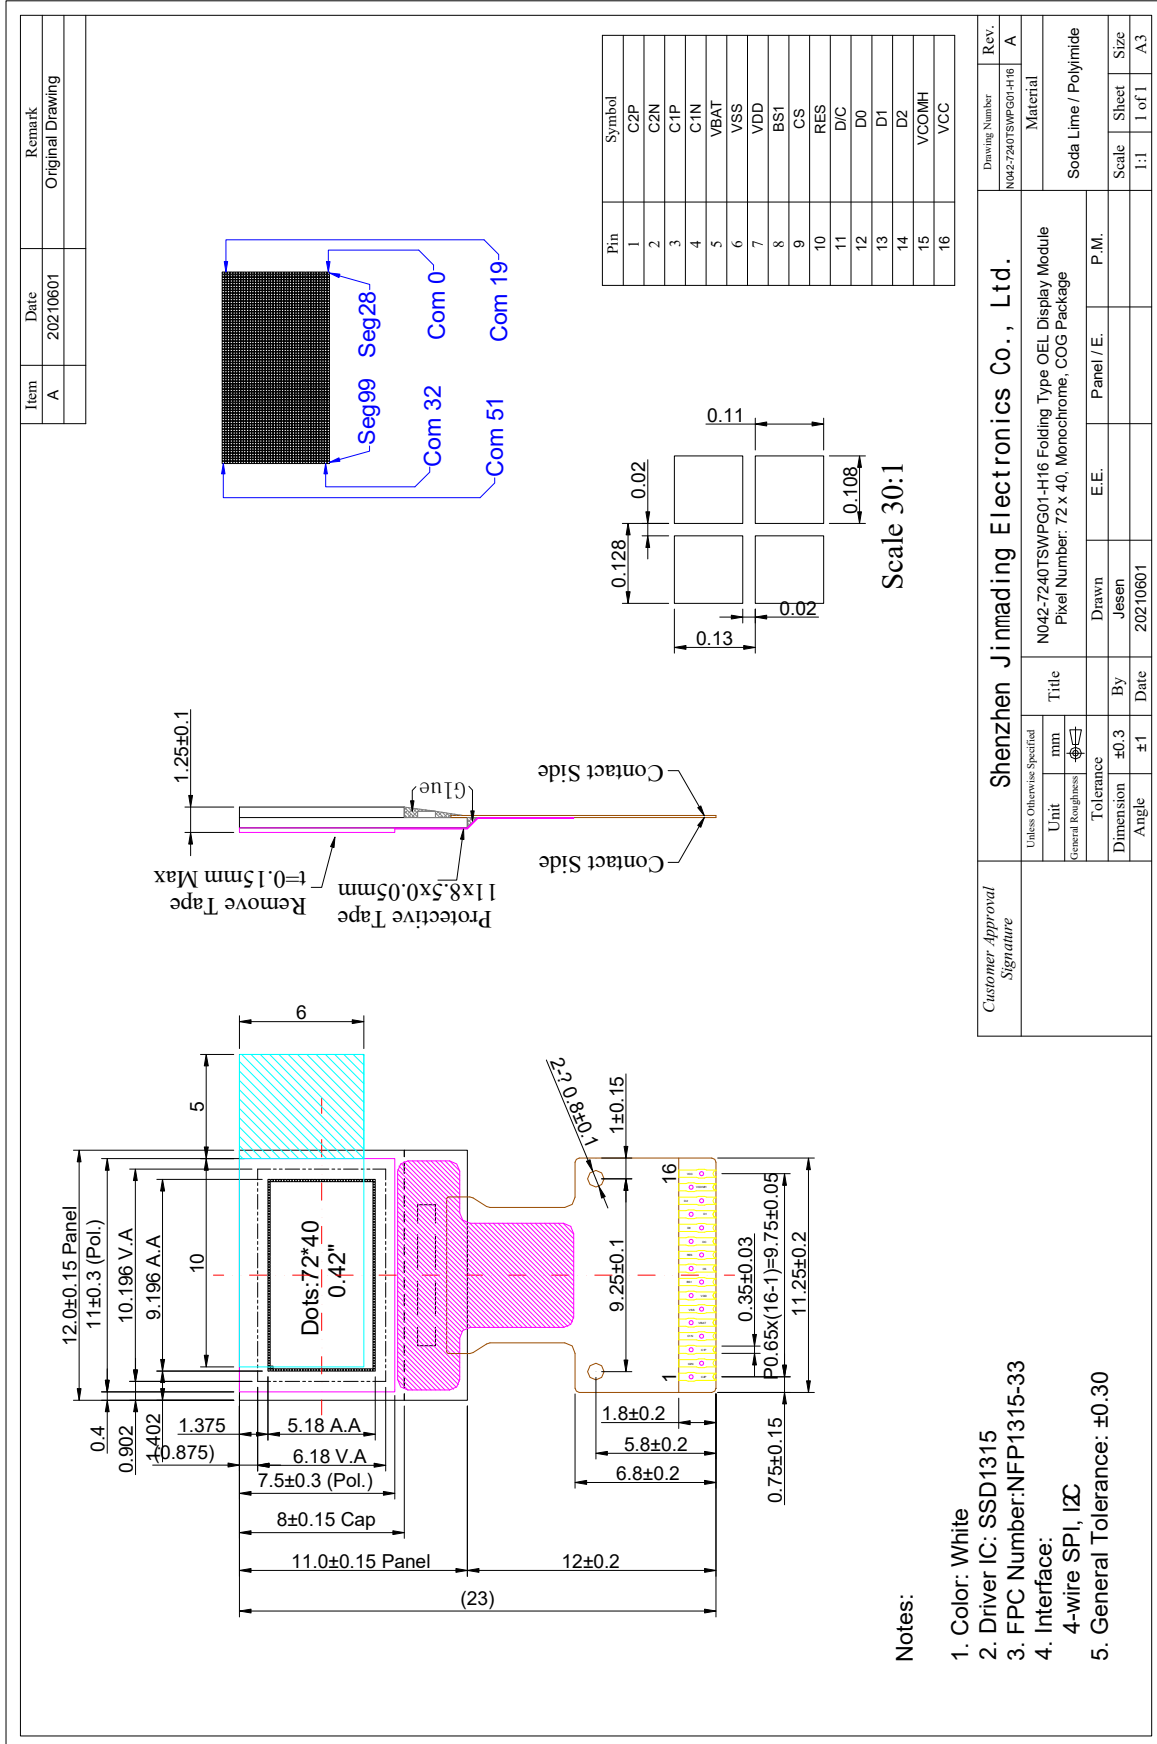 Item Date Remark
A 20210601 Original Drawing
12.0±0.15 Panel
11±0.3 (Pol.)
10.196 V.A
9.196 A.A
10
5
6
0.4
0.902
1.402
1.375
(0.875)
5.18 A.A
6.18 V.A
7.5±0.3 (Pol.)
8±0.15 Cap
11.0±0.15 Panel
12±0.2
(23)
Dots:72*40
0.42"
2-? 0.8±0.1
1±0.15
9.25±0.1
1
16
0.35±0.03
P0.65x(16-1)=9.75±0.05
11.25±0.2
1.8±0.2
5.8±0.2
6.8±0.2
0.75±0.15
1.25±0.1
Remove Tape
t=0.15mm Max
Protective Tape
11x8.5x0.05mm
Glue
Contact Side
Contact Side
Seg99 Seg28
Com 32 Com 0
Com 51 Com 19
0.128
0.02
0.11
0.13
0.02
0.108
Scale 30:1
Pin Symbol
1 C2P
2 C2N
3 C1P
4 C1N
5 VBAT
6 VSS
7 VDD
8 BS1
9 CS
10 RES
11 D/C
12 D0
13 D1
14 D2
15 VCOMH
16 VCC
Notes:
1. Color: White
2. Driver IC: SSD1315
3. FPC Number:NFP1315-33
4. Interface:
4-wire SPI, I2C
5. General Tolerance: ±0.30
Customer Approval
Signature
Shenzhen Jinmading Electronics Co., Ltd.
Drawing Number Rev.
N042-7240TSWPG01-H16 A
Unless Otherwise Specified
Unit mm
General Roughness
Tolerance
Dimension ±0.3
Angle ±1
Title
N042-7240TSWPG01-H16 Folding Type OEL Display Module
Pixel Number: 72 x 40, Monochrome, COG Package
Material
Soda Lime / Polyimide
Drawn E.E. Panel / E. P.M.
By Jesen
Date 20210601
Scale Sheet Size
1:1 1 of 1 A3